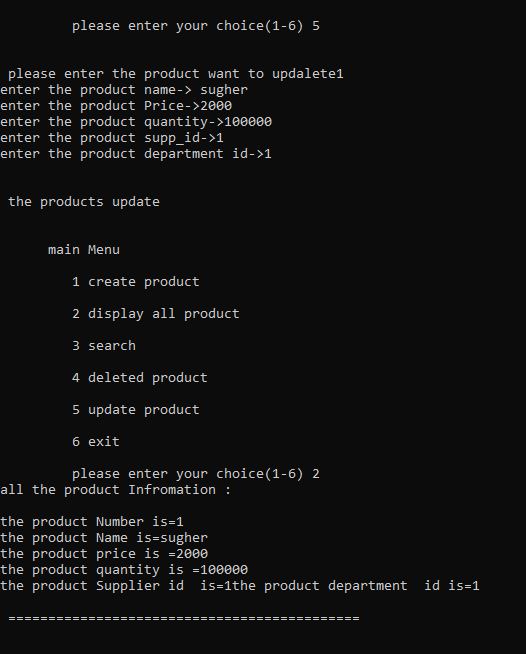 please enter your choice(1-6) 5
please enter the product want to updalete1
enter the product name-> sugher
enter the product Price->2000
enter the product quantity->100000
enter the product supp_id->1
enter the product department id->1
the products update
main Menu
1 create product
2 display all product
3 search
4 deleted product
5 update product
6 exit
please enter your choice(1-6) 2
all the product Infromation :
the product Number is=1
the product Name is=sugher
the product price is =2000
the product quantity is =100000
the product Supplier id  is=1the product department  id is=1
============================================